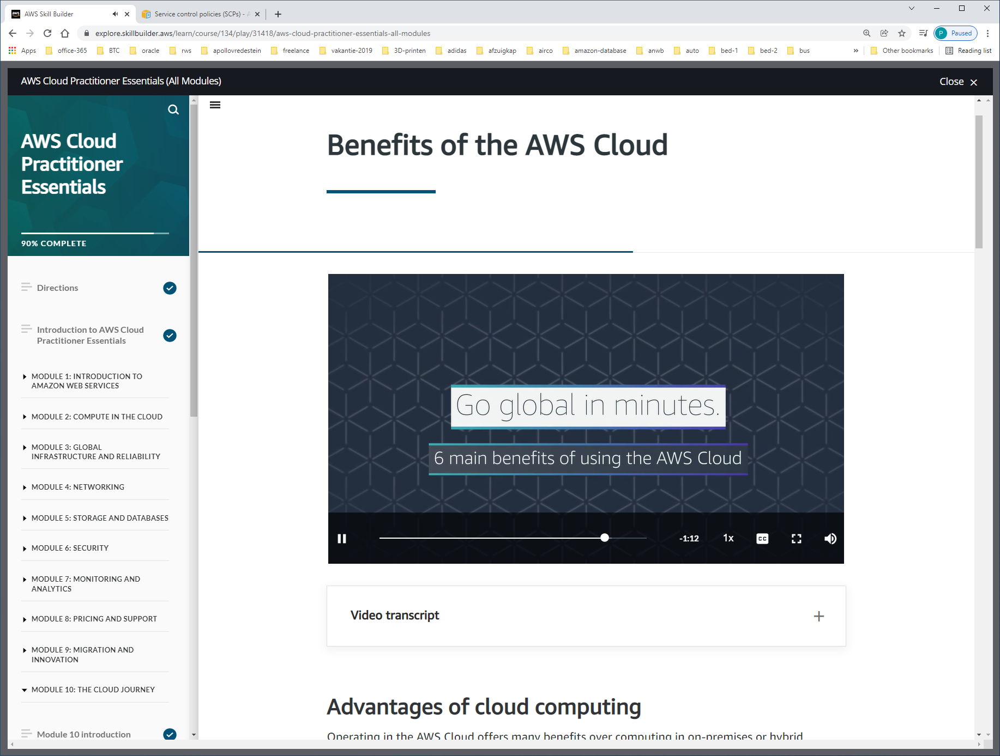 aws
AWS Skill Builder
Service control policies (SCPs) -
explore.skillbuilder.aws/learn/course/134/play/31418/aws-cloud-practitioner-essentials-all-modules
P Paused
Apps office-365 BTC oracle rws apollovredestein freelance vakantie-2019 3D-printen adidas afzuigkap airco amazon-database anwb auto bed-1 bed-2 bus » Other bookmarks Reading list
AWS Cloud Practitioner Essentials (All Modules)
Close
AWS Cloud
Practitioner
Essentials
90% COMPLETE
Directions
Introduction to AWS Cloud
Practitioner Essentials
MODULE 1: INTRODUCTION TO
AMAZON WEB SERVICES
MODULE 2: COMPUTE IN THE CLOUD
MODULE 3: GLOBAL
INFRASTRUCTURE AND RELIABILITY
MODULE 4: NETWORKING
MODULE 5: STORAGE AND DATABASES
MODULE 6: SECURITY
MODULE 7: MONITORING AND
ANALYTICS
MODULE 8: PRICING AND SUPPORT
MODULE 9: MIGRATION AND
INNOVATION
MODULE 10: THE CLOUD JOURNEY
Module 10 introduction
Benefits of the AWS Cloud
Go global in minutes.
6 main benefits of using the AWS Cloud
-1:12
1x
CC
Video transcript
Advantages of cloud computing
Operating in the AWS Cloud offers many benefits over computing in on-premises or hybrid